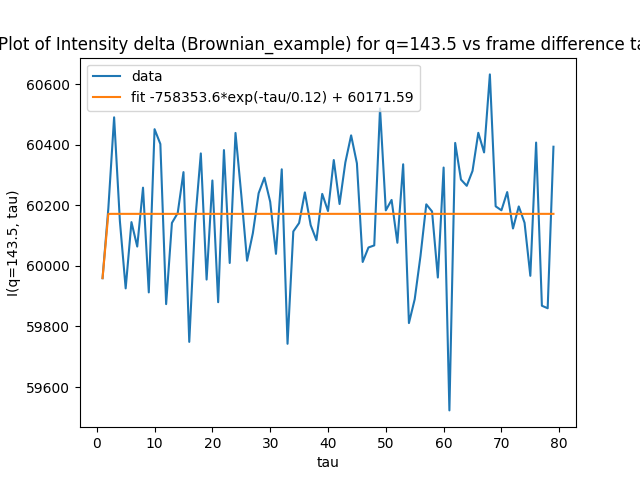 Plot of Intensity delta (Brownian_example) for q=143.5 vs frame difference ta
data
fit -758353.6*exp(-tau/0.12) + 60171.59
I(q=143.5, tau)
60600
60400
60200
60000
59800
59600
0 10 20 30 40 50 60 70 80
tau